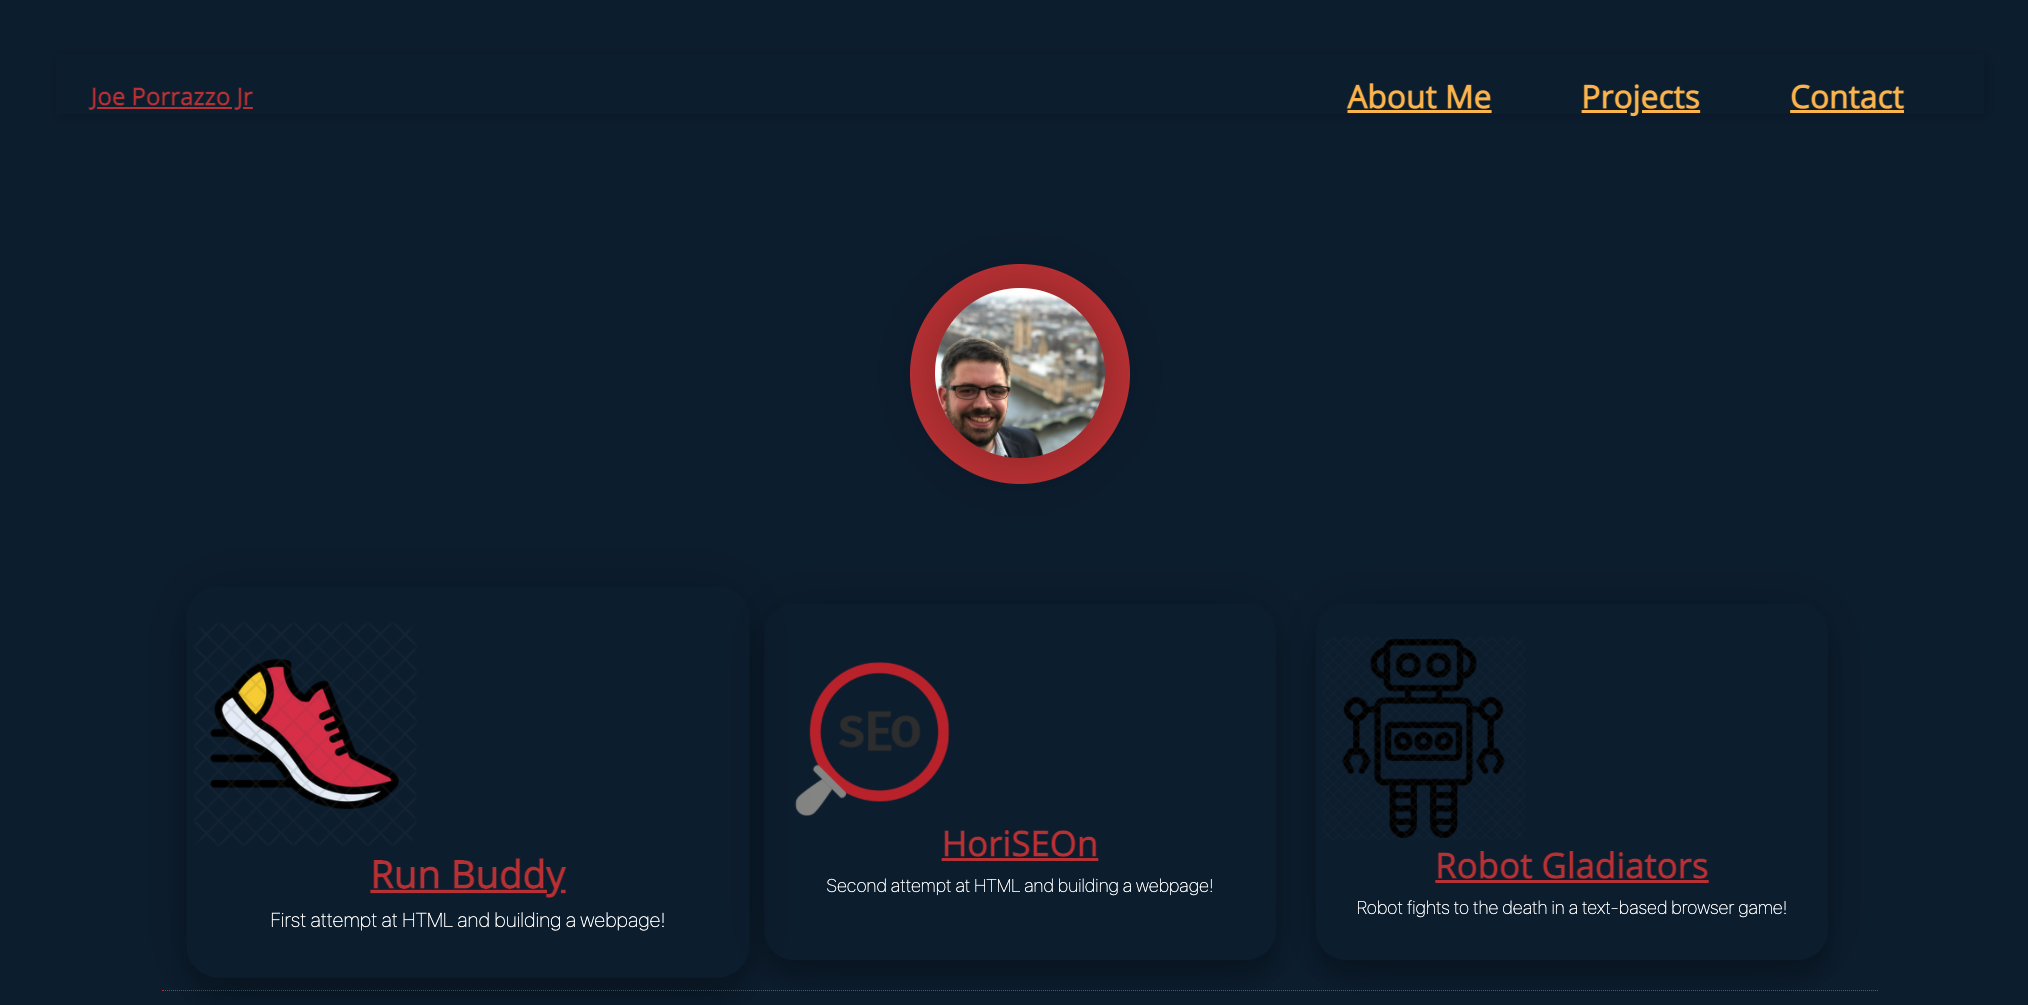 Joe Porrazzo Jr
About Me
Projects
Contact
SEO
Run Buddy
First attempt at HTML and building a webpage!
HoriSEOn
Second attempt at HTML and building a webpage!
Robot Gladiators
Robot fights to the death in a text-based browser game!